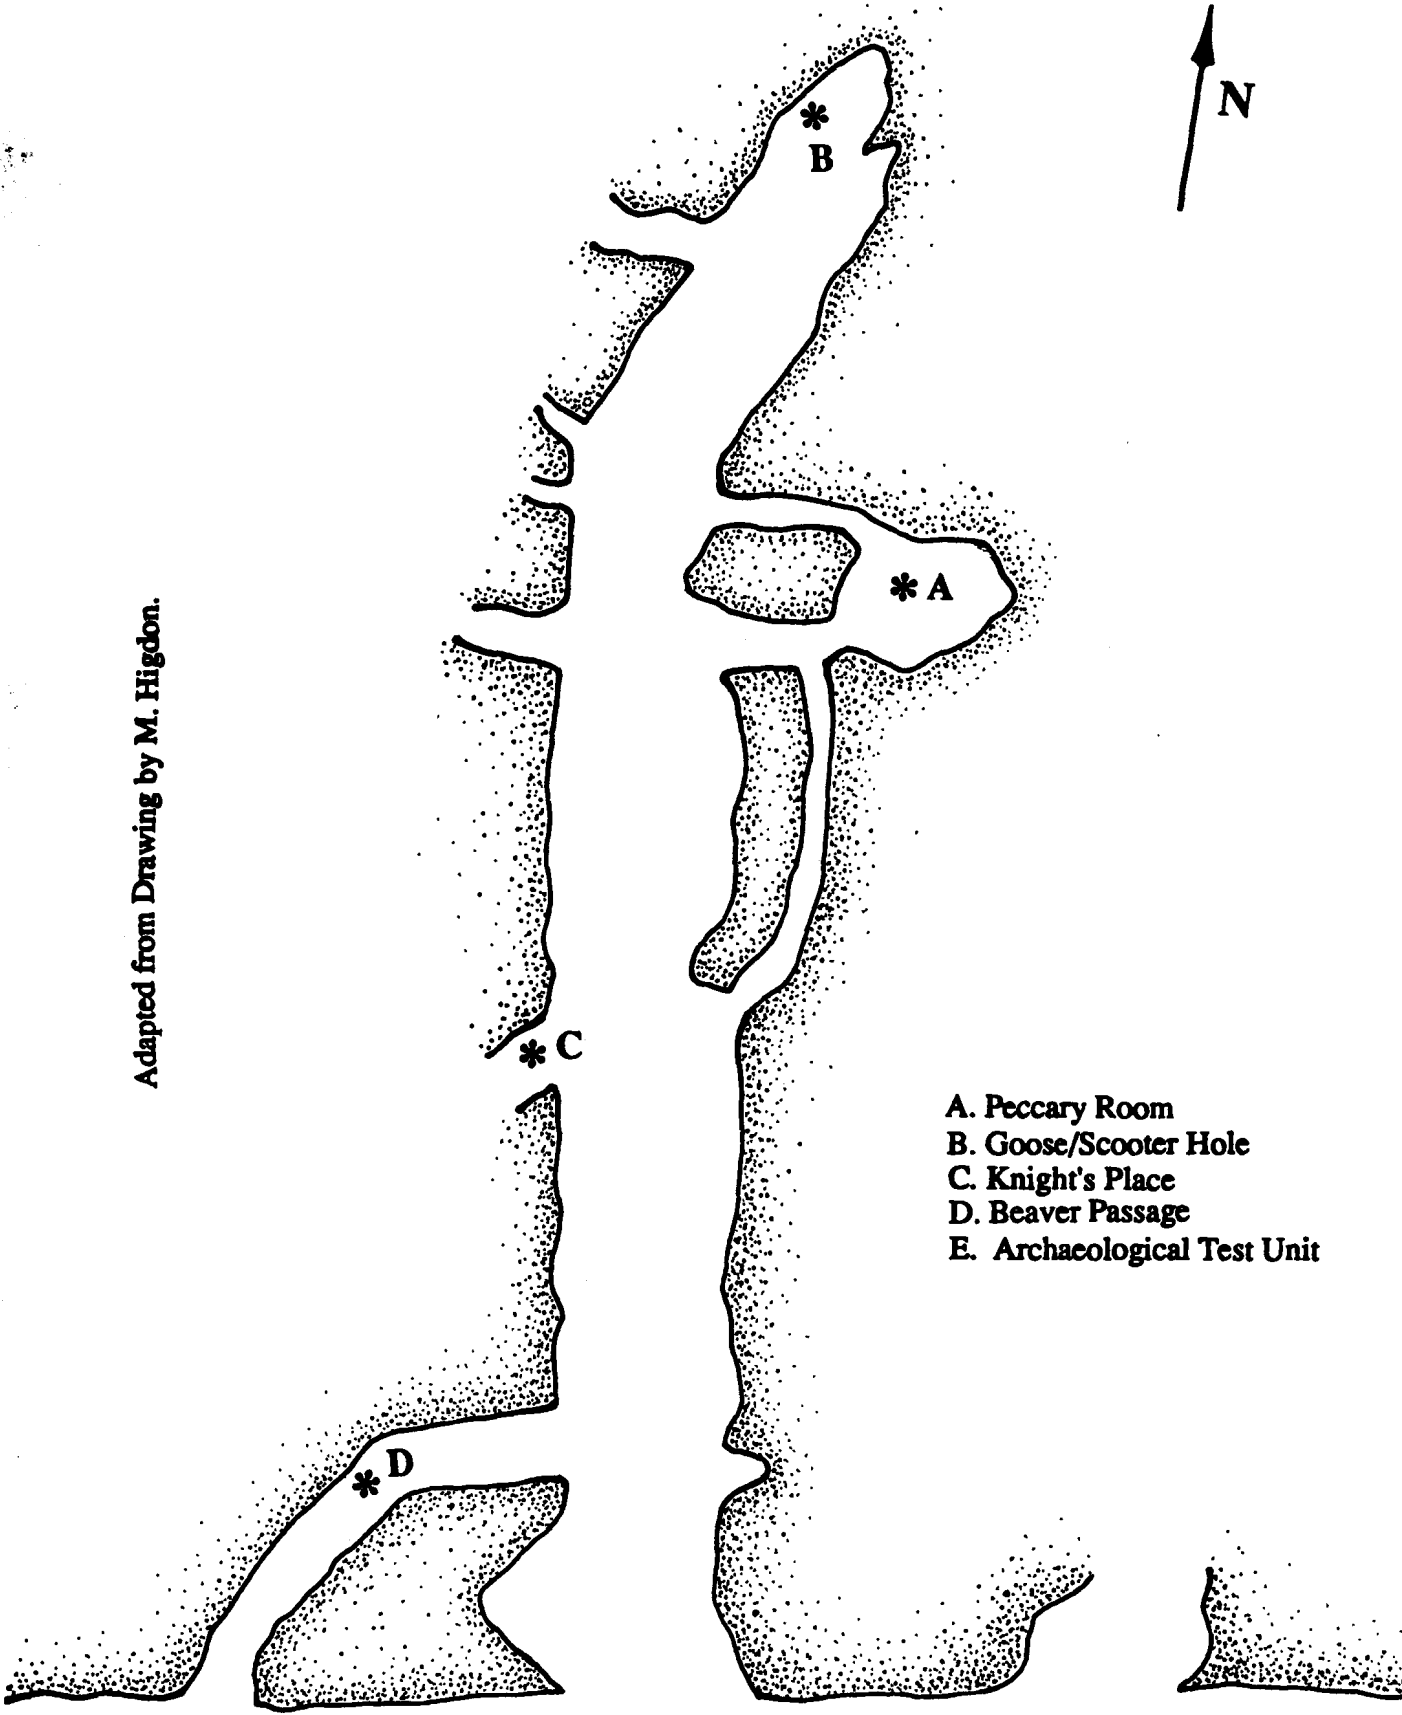 N
B
A
C
D
Adapted from Drawing by M. Higdon.
A. Peccary Room
B. Goose/Scooter Hole
C. Knight's Place
D. Beaver Passage
E. Archaeological Test Unit